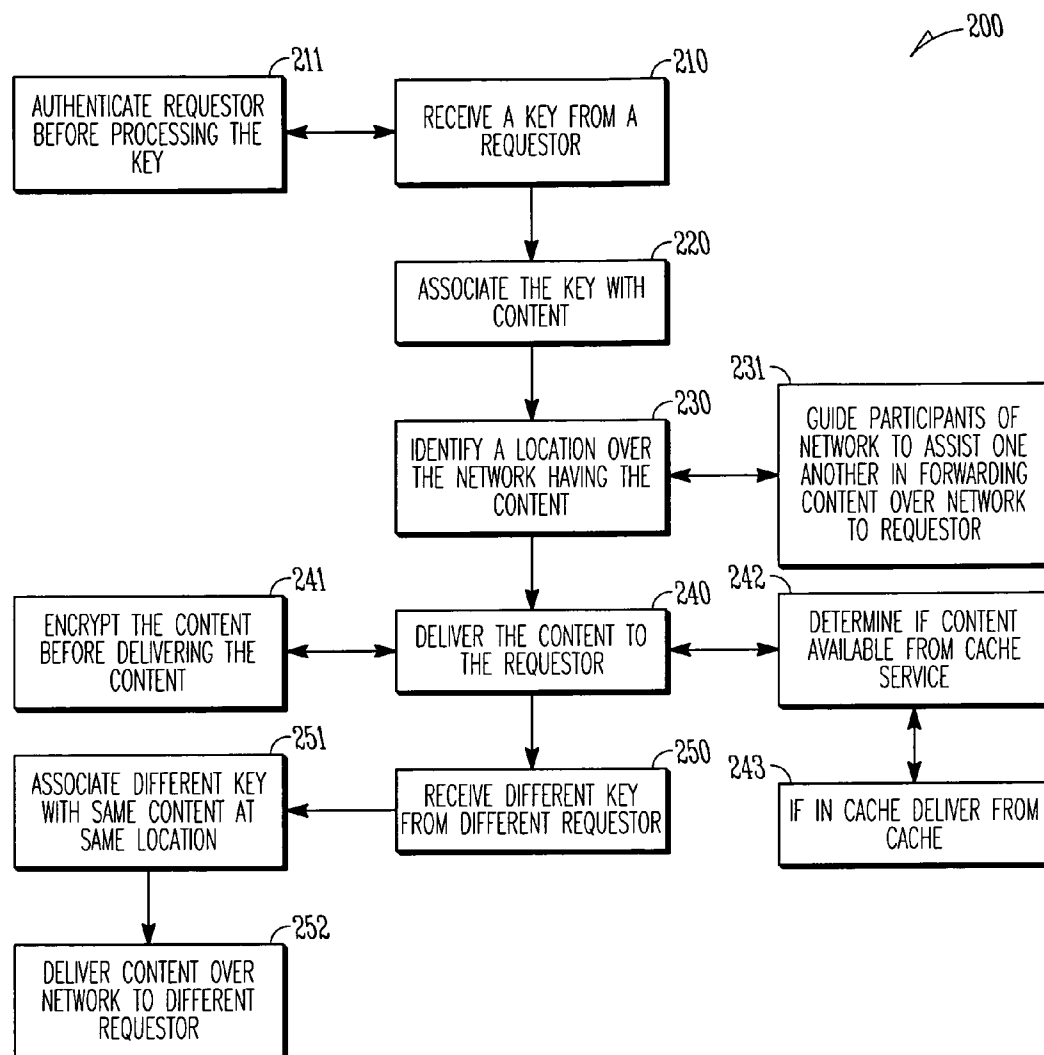 200
211
AUTHENTICATE REQUESTOR
BEFORE PROCESSING THE
KEY
210
RECEIVE A KEY FROM A
REQUESTOR
220
ASSOCIATE THE KEY WITH
CONTENT
230
IDENTIFY A LOCATION OVER
THE NETWORK HAVING THE
CONTENT
231
GUIDE PARTICIPANTS OF
NETWORK TO ASSIST ONE
ANOTHER IN FORWARDING
CONTENT OVER NETWORK
TO REQUESTOR
241
ENCRYPT THE CONTENT
BEFORE DELIVERING THE
CONTENT
240
DELIVER THE CONTENT TO
THE REQUESTOR
242
DETERMINE IF CONTENT
AVAILABLE FROM CACHE
SERVICE
251
ASSOCIATE DIFFERENT KEY
WITH SAME CONTENT AT
SAME LOCATION
250
RECEIVE DIFFERENT KEY
FROM DIFFERENT REQUESTOR
243
IF IN CACHE DELIVER FROM
CACHE
252
DELIVER CONTENT OVER
NETWORK TO DIFFERENT
REQUESTOR